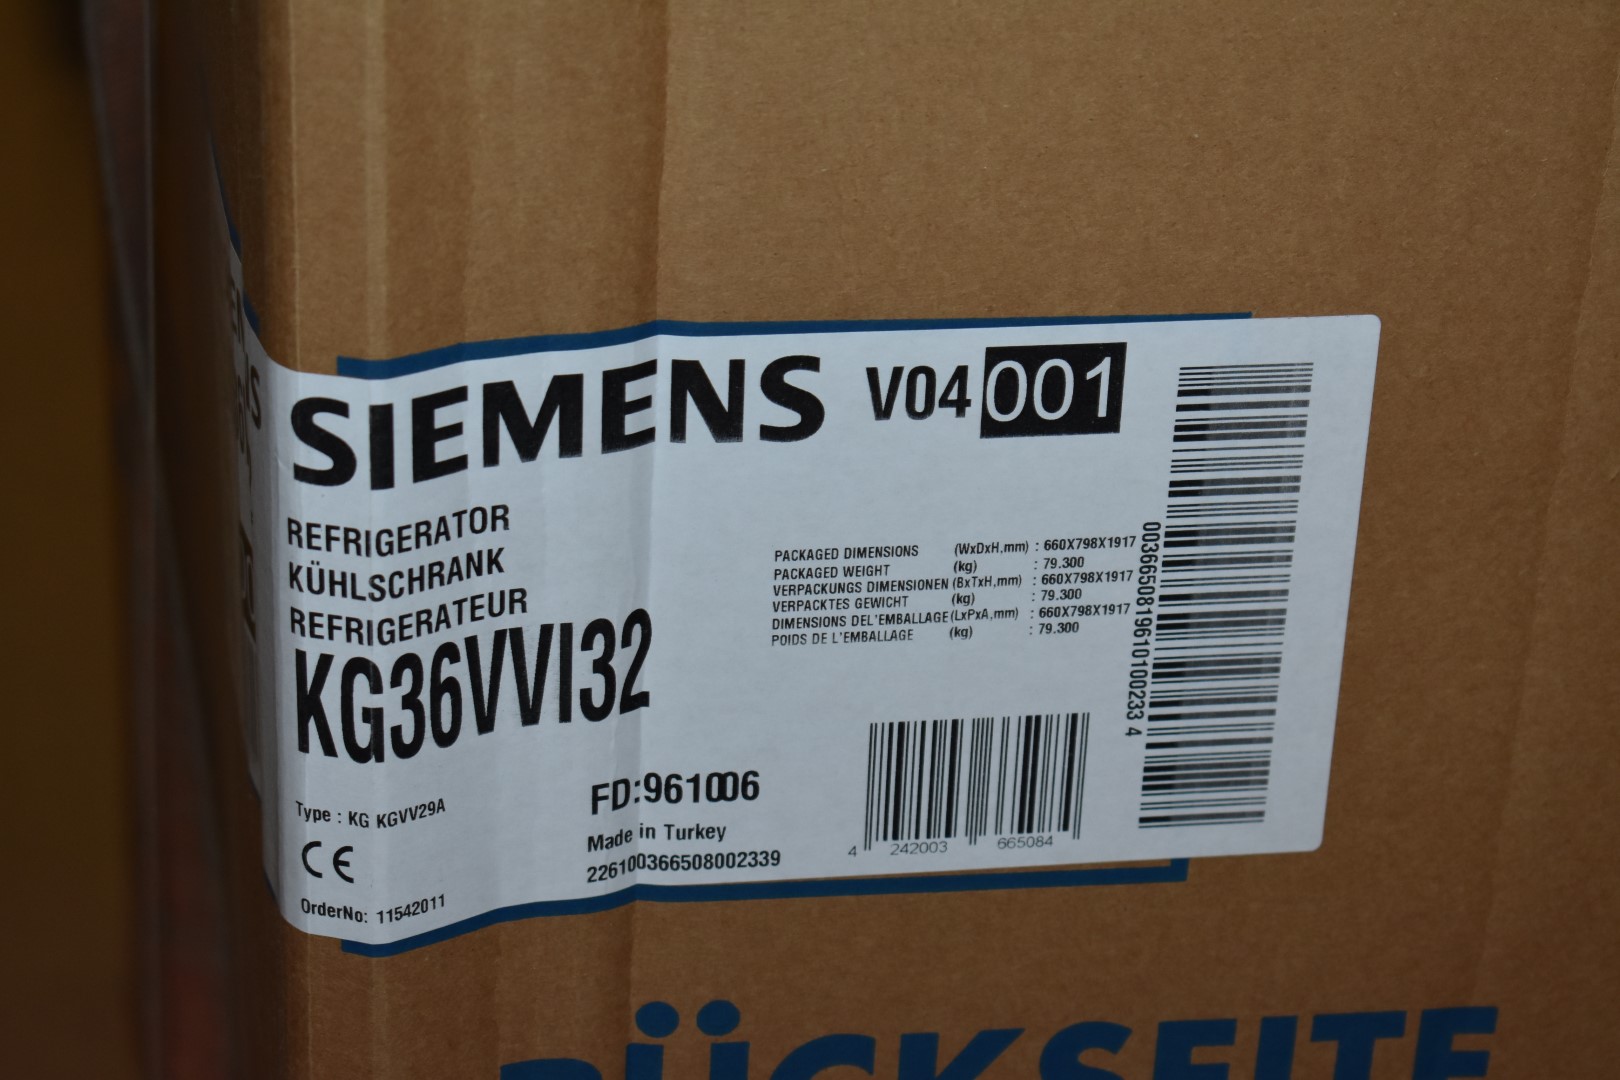 SIEMENS V04 001
REFRIGERATOR
KÜHLSCHRANK
REFRIGERATEUR
KG36VVI32
PACKAGED DIMENSIONS (WxDxH,mm) : 660X798X1917
PACKAGED WEIGHT (kg) : 79.300
VERPACKUNGS DIMENSIONEN (BxTxH,mm) : 660X798X1917
VERPACKTES GEWICHT (kg) : 79.300
DIMENSIONS DEL'EMBALLAGE (LxPxA,mm) : 660X798X1917
POIDS DE L'EMBALLAGE (kg) : 79.300
003665081961010023 3 4
Type : KG KGVV29A
CE
OrderNo: 11542011
FD:961006
Made in Turkey
226100366508002339
4 242003 665084
RÜCKSEITE